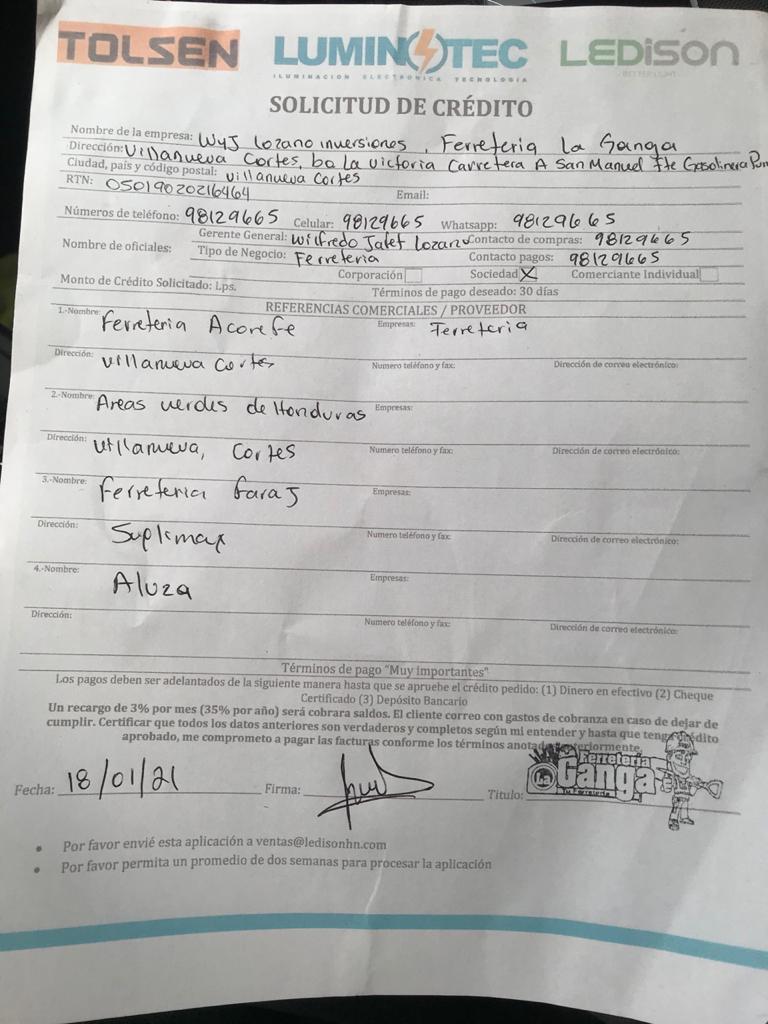 TOLSEN LUMINOTEC LEDiSON
ILUMINACION ELECTRONICA TECNOLOGIA
SOLICITUD DE CRÉDITO
Nombre de la empresa: WyJ Lozano inversiones, Ferreteria La Ganga
Dirección: Villanueva Cortes, bo La victoria Carretera A San Manuel fte Gasolinera Pum
Ciudad, país y código postal: villanueva Cortes
RTN: 05019020216464 Email:
Números de teléfono: 98129665 Celular: 98129665 Whatsapp: 98129665
Nombre de oficiales: Gerente General: Wilfredo Jafet Lozano Contacto de compras: 98129665
Tipo de Negocio: Ferreteria Contacto pagos: 98129665
Corporación Sociedad X Comerciante Individual
Monto de Crédito Solicitado: Lps. Términos de pago deseado: 30 días
REFERENCIAS COMERCIALES / PROVEEDOR
1.-Nombre: Ferreteria Acorefe Empresas: Ferreteria
Dirección: villanueva Cortes Numero teléfono y fax: Dirección de correo electrónico:
2.-Nombre: Areas verdes de Honduras Empresas:
Dirección: Villanueva, Cortes Numero teléfono y fax: Dirección de correo electrónico:
3.-Nombre: Ferreteria Faraj Empresas:
Dirección: Suplimax Numero teléfono y fax: Dirección de correo electrónico:
4.-Nombre: Aluza Empresas:
Dirección: Numero teléfono y fax: Dirección de correo electrónico:
Términos de pago "Muy importantes"
Los pagos deben ser adelantados de la siguiente manera hasta que se apruebe el crédito pedido: (1) Dinero en efectivo (2) Cheque
Certificado (3) Depósito Bancario
Un recargo de 3% por mes (35% por año) será cobrara saldos. El cliente correo con gastos de cobranza en caso de dejar de
cumplir. Certificar que todos los datos anteriores son verdaderos y completos según mi entender y hasta que tenga crédito
aprobado, me comprometo a pagar las facturas conforme los términos anotados anteriormente.
Fecha: 18/01/21 Firma: Titulo: Ferreteria La Ganga Tu Ferretería
• Por favor envié esta aplicación a ventas@ledisonhn.com
• Por favor permita un promedio de dos semanas para procesar la aplicación